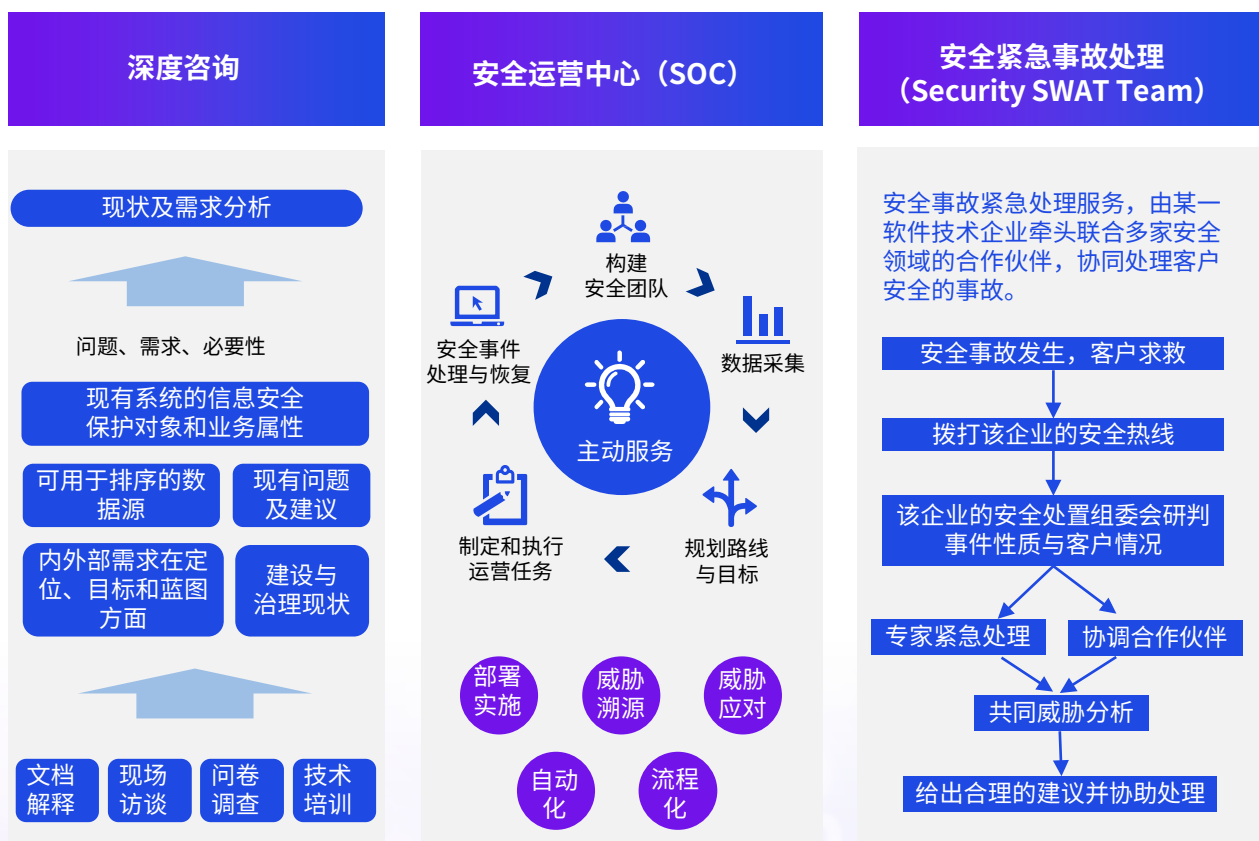 深度咨询
现状及需求分析
问题、需求、必要性
现有系统的信息安全
保护对象和业务属性
可用于排序的数
据源
现有问题
及建议
内外部需求在定
位、目标和蓝图
方面
建设与
治理现状
文档
解释
现场
访谈
问卷
调查
技术
培训
安全运营中心（SOC）
构建
安全团队
数据采集
规划路线
与目标
制定和执行
运营任务
安全事件
处理与恢复
主动服务
部署
实施
威胁
溯源
威胁
应对
自动
化
流程
化
安全紧急事故处理
（Security SWAT Team）
安全事故紧急处理服务，由某一
软件技术企业牵头联合多家安全
领域的合作伙伴，协同处理客户
安全的事故。
安全事故发生，客户求救
拨打该企业的安全热线
该企业的安全处置组委会研判
事件性质与客户情况
专家紧急处理
协调合作伙伴
共同威胁分析
给出合理的建议并协助处理